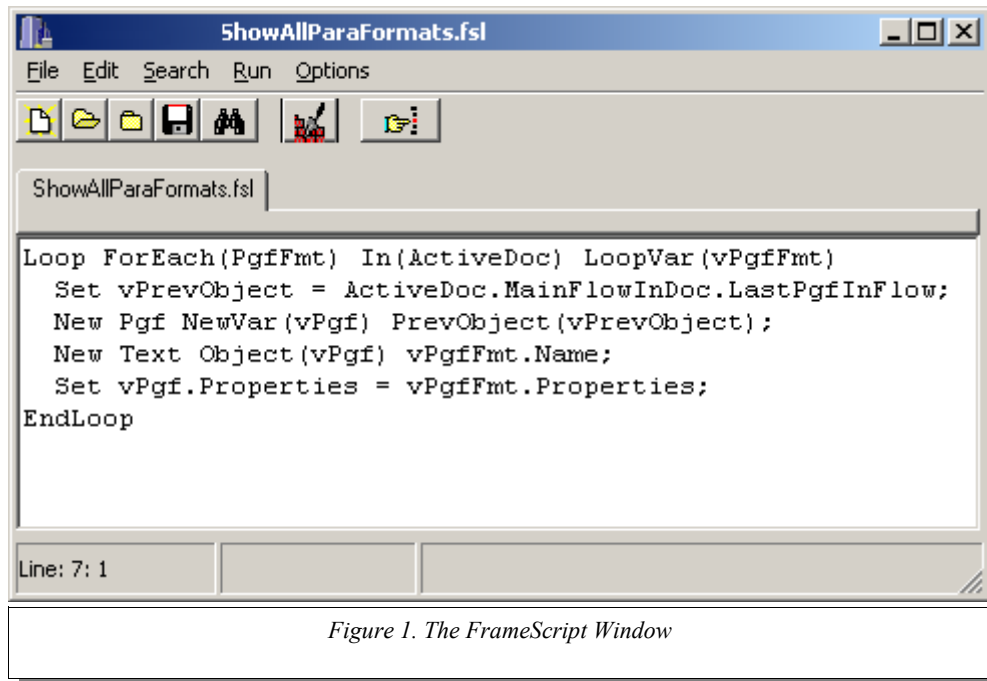 ShowAllParaFormats.fsl
File Edit Search Run Options
ShowAllParaFormats.fsl
Loop ForEach(PgfFmt) In(ActiveDoc) LoopVar(vPgfFmt)
  Set vPrevObject = ActiveDoc.MainFlowInDoc.LastPgfInFlow;
  New Pgf NewVar(vPgf) PrevObject(vPrevObject);
  New Text Object(vPgf) vPgfFmt.Name;
  Set vPgf.Properties = vPgfFmt.Properties;
EndLoop
Line: 7: 1
Figure 1. The FrameScript Window